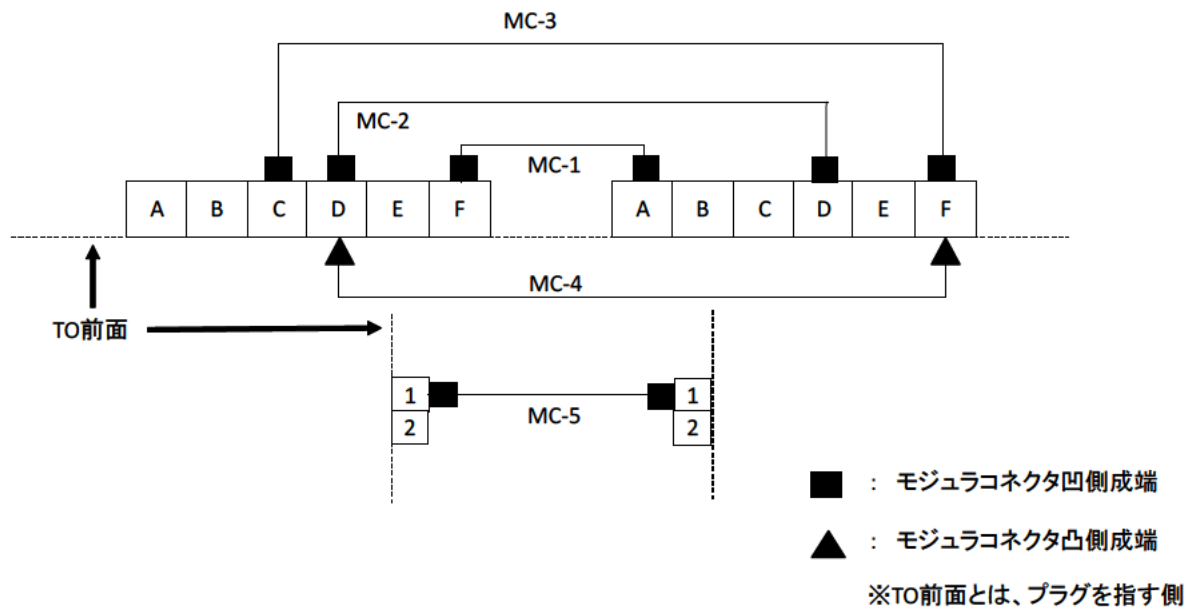 MC-3
MC-2
MC-1
A B C D E F A B C D E F
MC-4
TO前面
1 1
MC-5
2 2
： モジュラコネクタ凹側成端
： モジュラコネクタ凸側成端
※TO前面とは、プラグを指す側